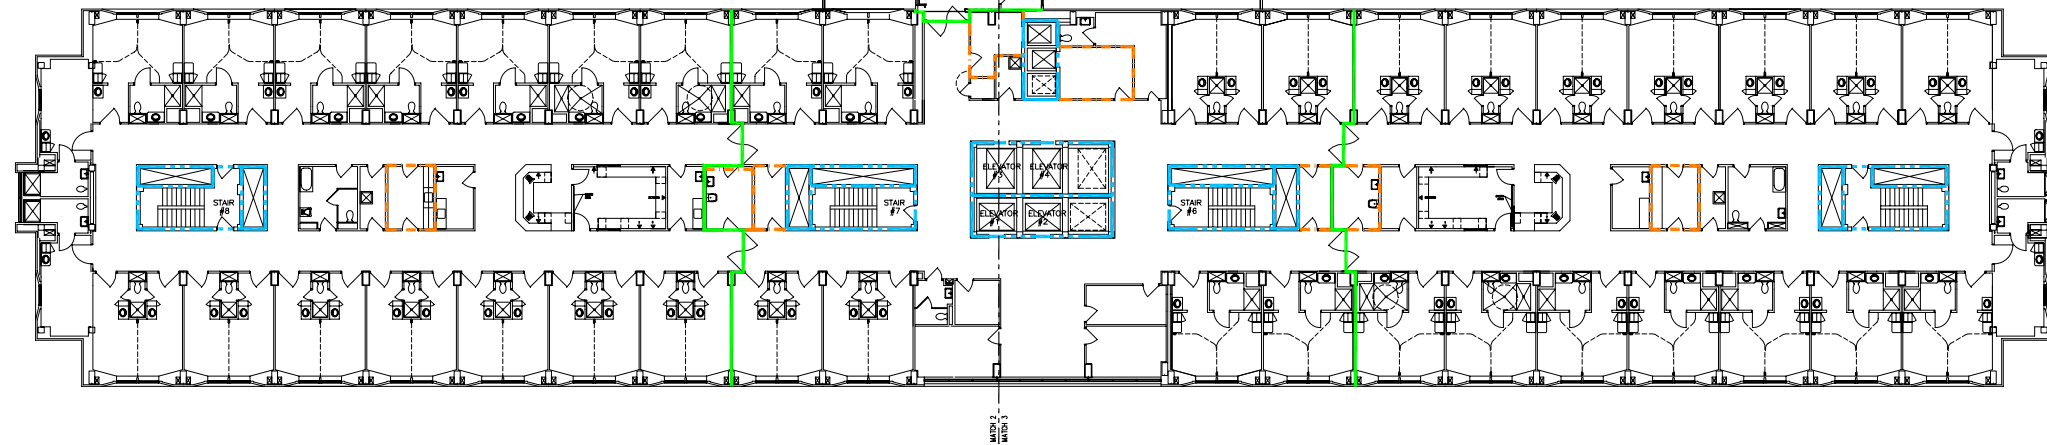 ELEVATOR
#3
ELEVATOR
#4
STAIR
#8
STAIR
#7
ELEVATOR
#1
ELEVATOR
#2
STAIR
#6
MATCH 2
MATCH 3